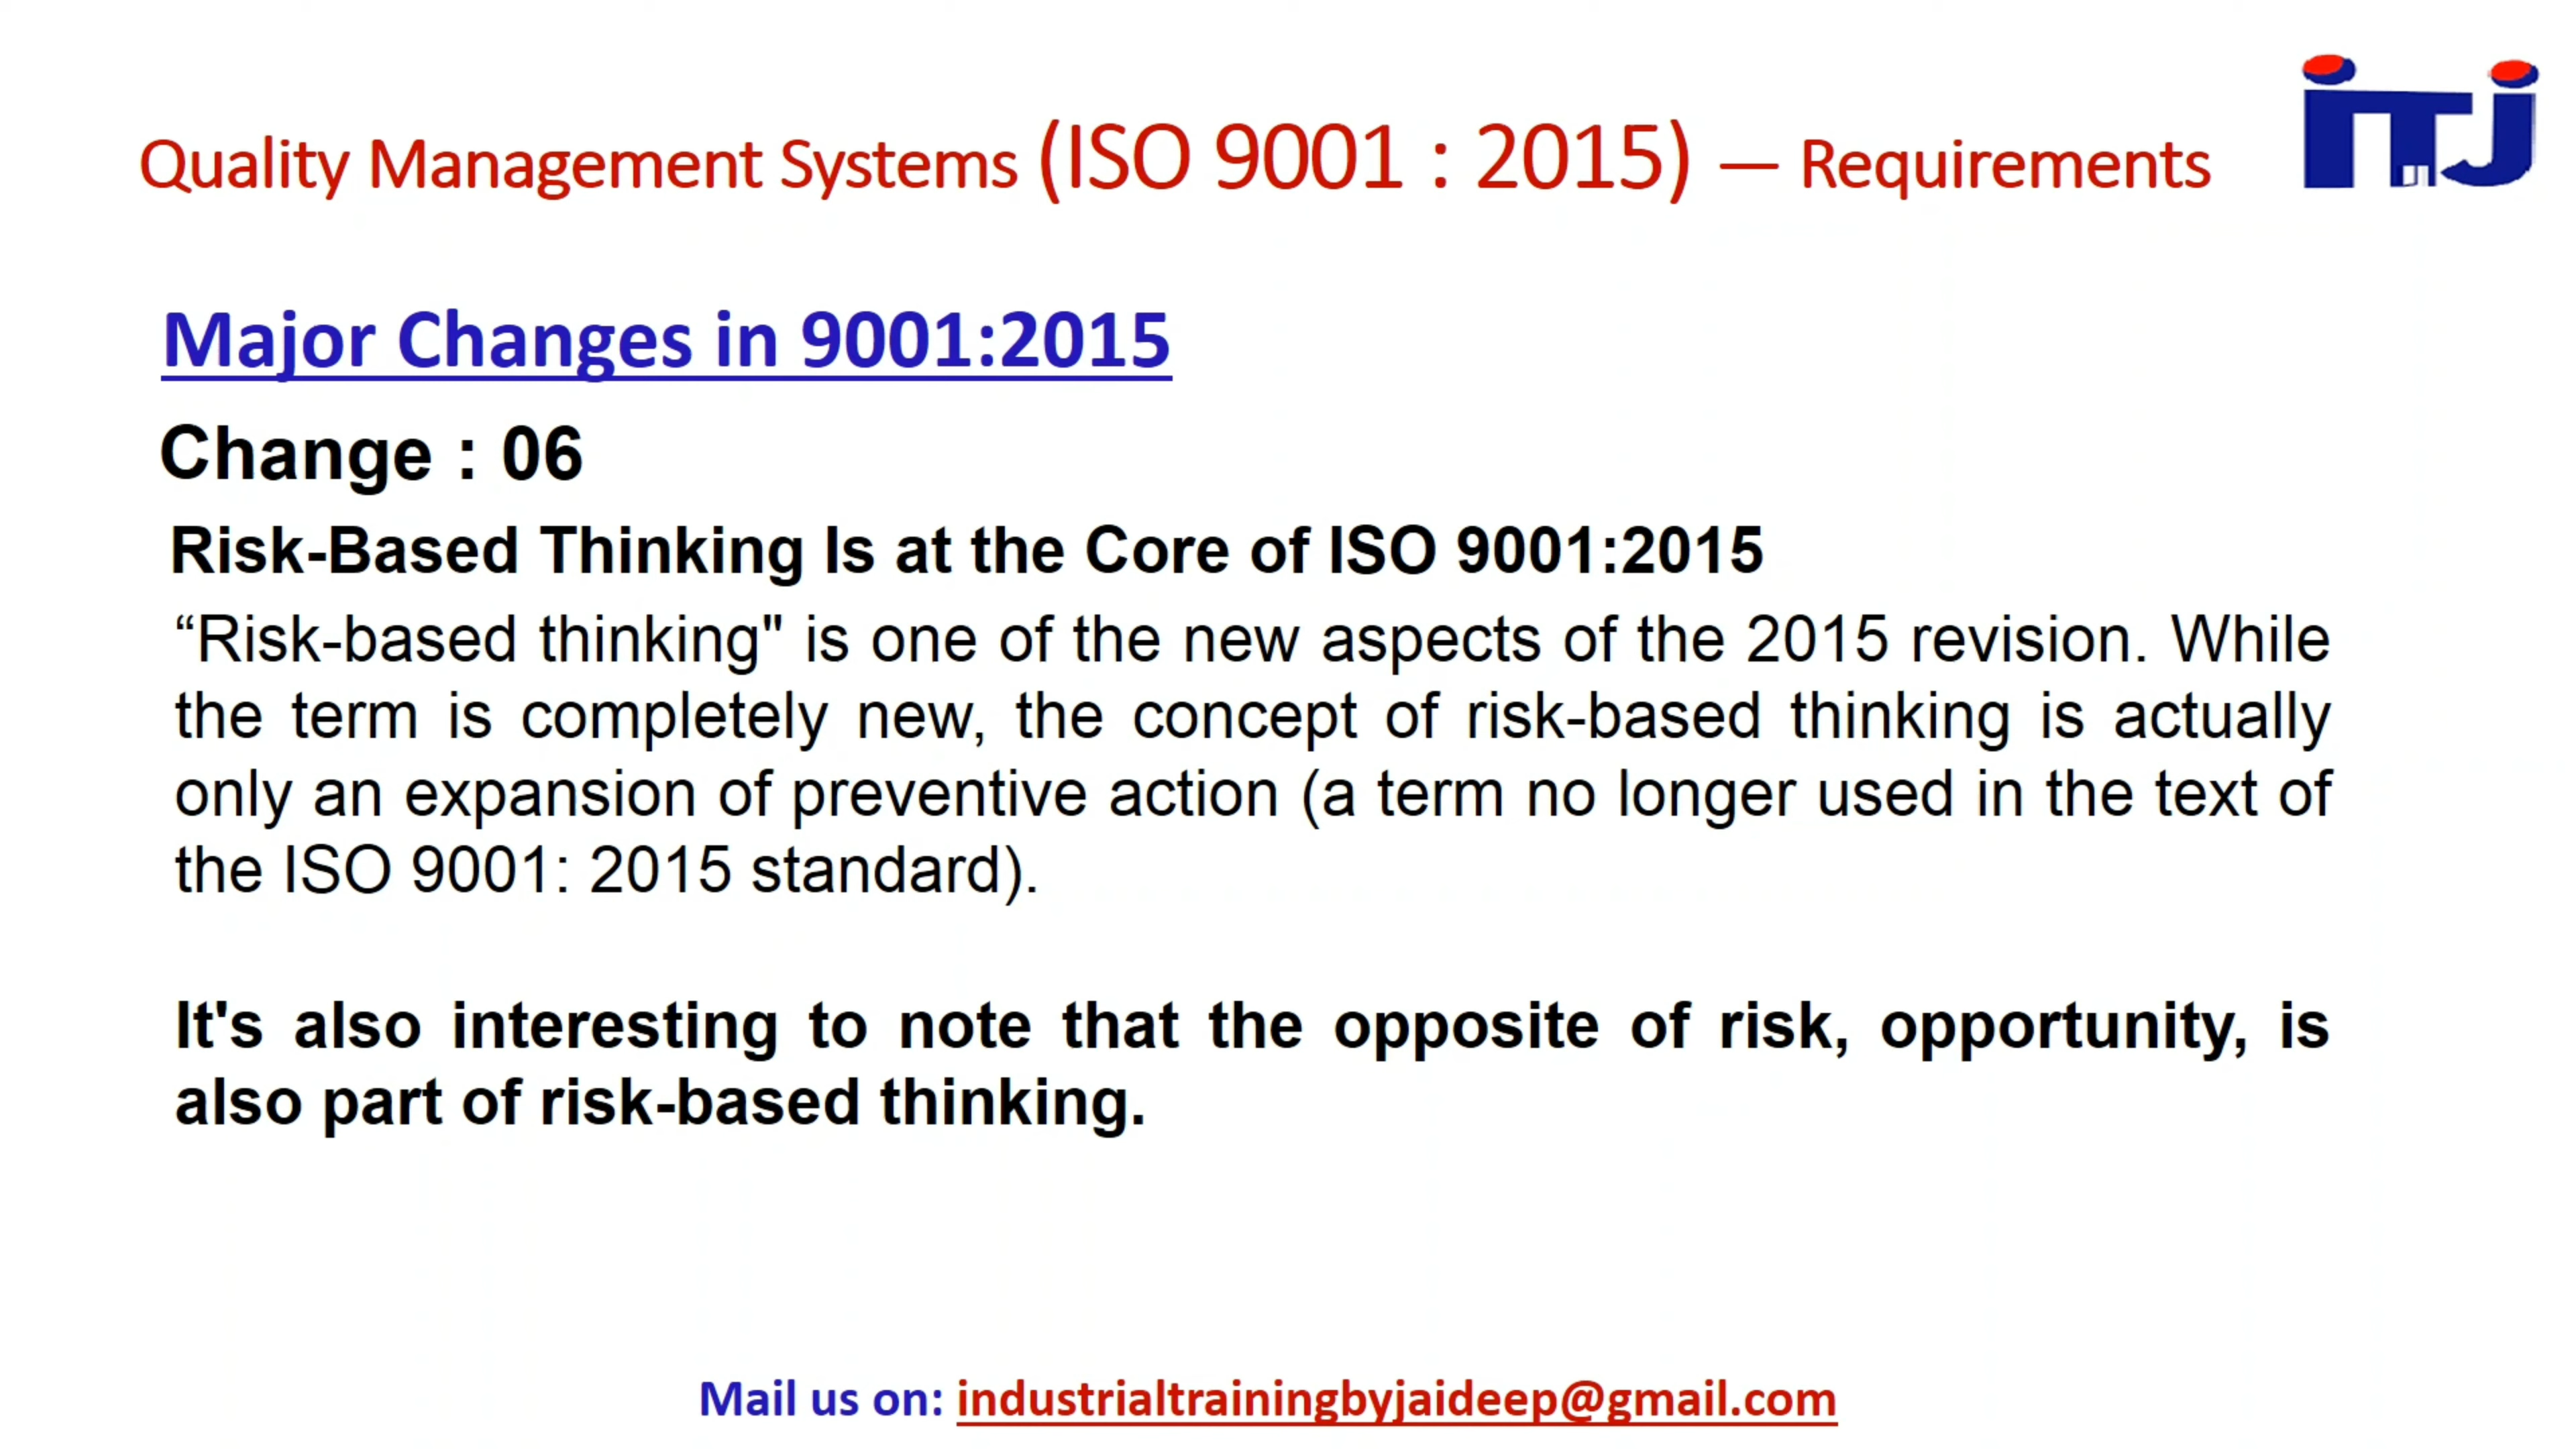 Quality Management Systems (ISO 9001 : 2015) — Requirements
iTJ
Major Changes in 9001:2015
Change : 06
Risk-Based Thinking Is at the Core of ISO 9001:2015
“Risk-based thinking" is one of the new aspects of the 2015 revision. While
the term is completely new, the concept of risk-based thinking is actually
only an expansion of preventive action (a term no longer used in the text of
the ISO 9001: 2015 standard).
It's also interesting to note that the opposite of risk, opportunity, is
also part of risk-based thinking.
Mail us on: industrialtrainingbyjaideep@gmail.com